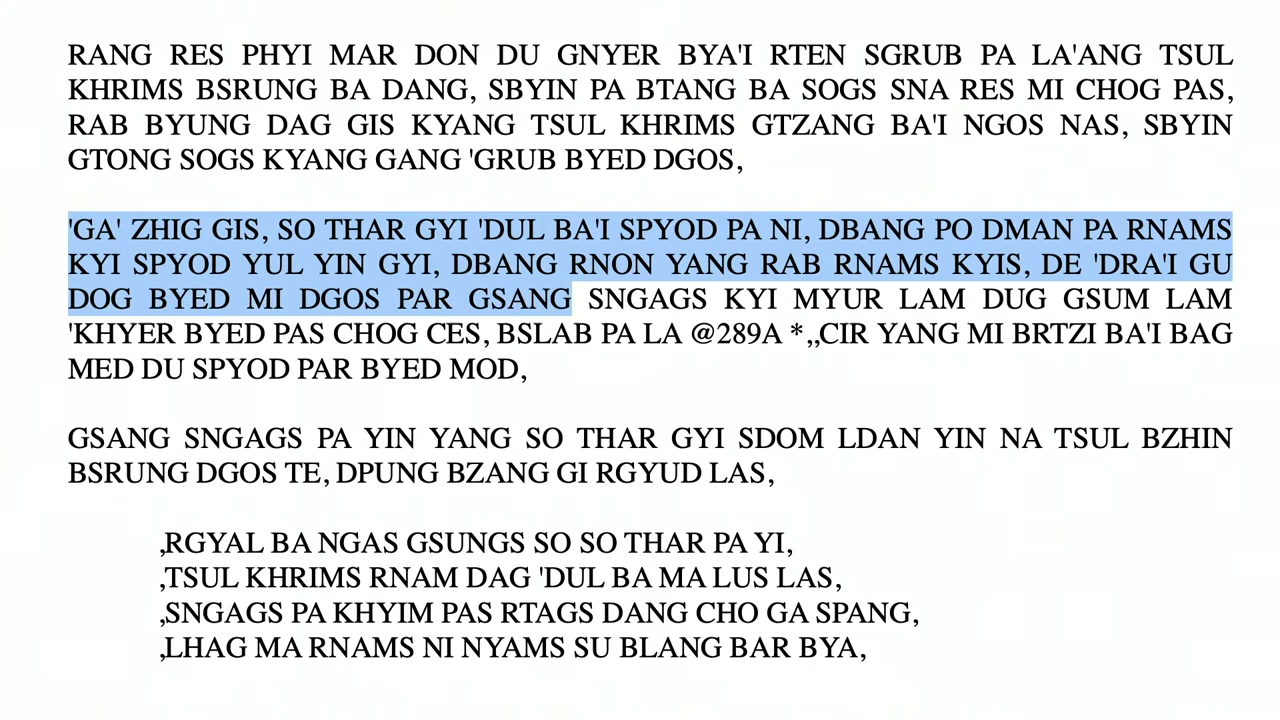 RANG RES PHYI MAR DON DU GNYER BYA'I RTEN SGRUB PA LA'ANG TSUL
KHRIMS BSRUNG BA DANG, SBYIN PA BTANG BA SOGS SNA RES MI CHOG PAS,
RAB BYUNG DAG GIS KYANG TSUL KHRIMS GTZANG BA'I NGOS NAS, SBYIN
GTONG SOGS KYANG GANG 'GRUB BYED DGOS,
'GA' ZHIG GIS, SO THAR GYI 'DUL BA'I SPYOD PA NI, DBANG PO DMAN PA RNAMS
KYI SPYOD YUL YIN GYI, DBANG RNON YANG RAB RNAMS KYIS, DE 'DRA'I GU
DOG BYED MI DGOS PAR GSANG SNGAGS KYI MYUR LAM DUG GSUM LAM
'KHYER BYED PAS CHOG CES, BSLAB PA LA @289A *,,CIR YANG MI BRTZI BA'I BAG
MED DU SPYOD PAR BYED MOD,
GSANG SNGAGS PA YIN YANG SO THAR GYI SDOM LDAN YIN NA TSUL BZHIN
BSRUNG DGOS TE, DPUNG BZANG GI RGYUD LAS,
,RGYAL BA NGAS GSUNGS SO SO THAR PA YI,
,TSUL KHRIMS RNAM DAG 'DUL BA MA LUS LAS,
,SNGAGS PA KHYIM PAS RTAGS DANG CHO GA SPANG,
,LHAG MA RNAMS NI NYAMS SU BLANG BAR BYA,